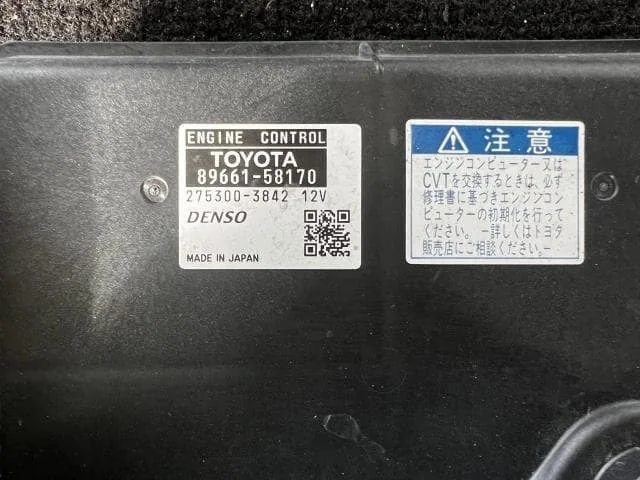 ENGINE CONTROL
TOYOTA
89661-58170
275300-3842 12V
DENSO
MADE IN JAPAN
注意
エンジンコンピューター又は
CVTを交換するときは、必ず
修理書に基づきエンジンコン
ピューターの初期化を行って
ください。-詳しくはトヨタ
販売店にご相談ください。-